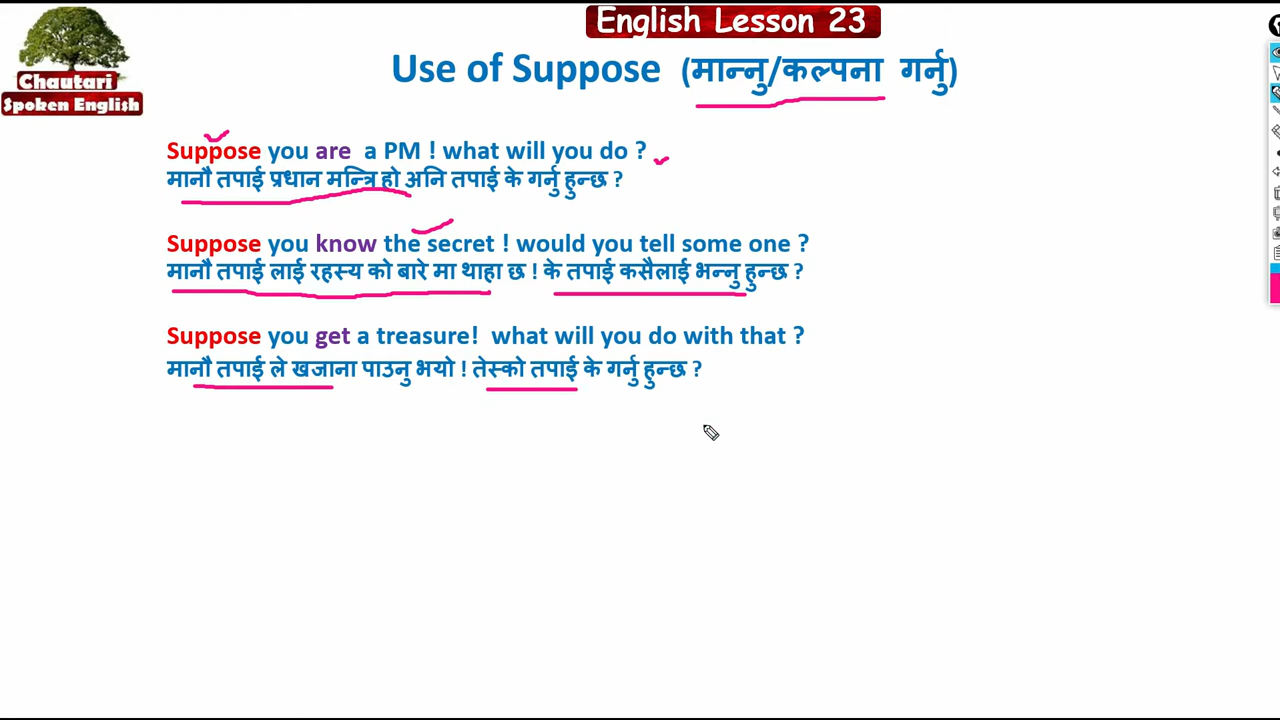 English Lesson 23
Chautari
Spoken English
Use of Suppose (मान्नु/कल्पना गर्नु)
Suppose you are a PM ! what will you do ?
मानौ तपाई प्रधान मन्त्रि हो अनि तपाई के गर्नु हुन्छ ?
Suppose you know the secret ! would you tell some one ?
मानौ तपाई लाई रहस्य को बारे मा थाहा छ ! के तपाई कसैलाई भन्नु हुन्छ ?
Suppose you get a treasure! what will you do with that ?
मानौ तपाई ले खजाना पाउनु भयो ! तेस्को तपाई के गर्नु हुन्छ ?